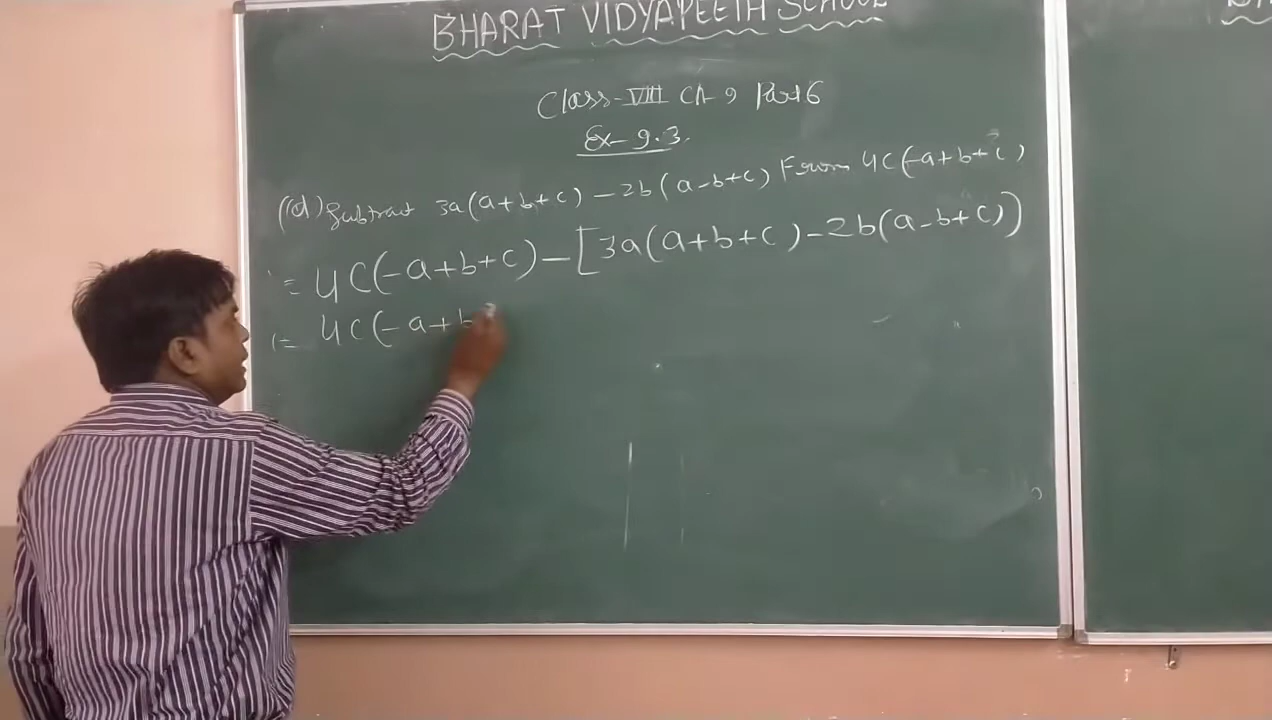 BHARAT VIDYAPEETH SCHOOL
Class-VIII Ch-9 Part 6
Ex-9.3.
(d) Subtract 3a(a+b+c) - 2b(a-b+c) From 4c(-a+b+c)
= 4c(-a+b+c) - [3a(a+b+c) - 2b(a-b+c)]
= 4c(-a+b